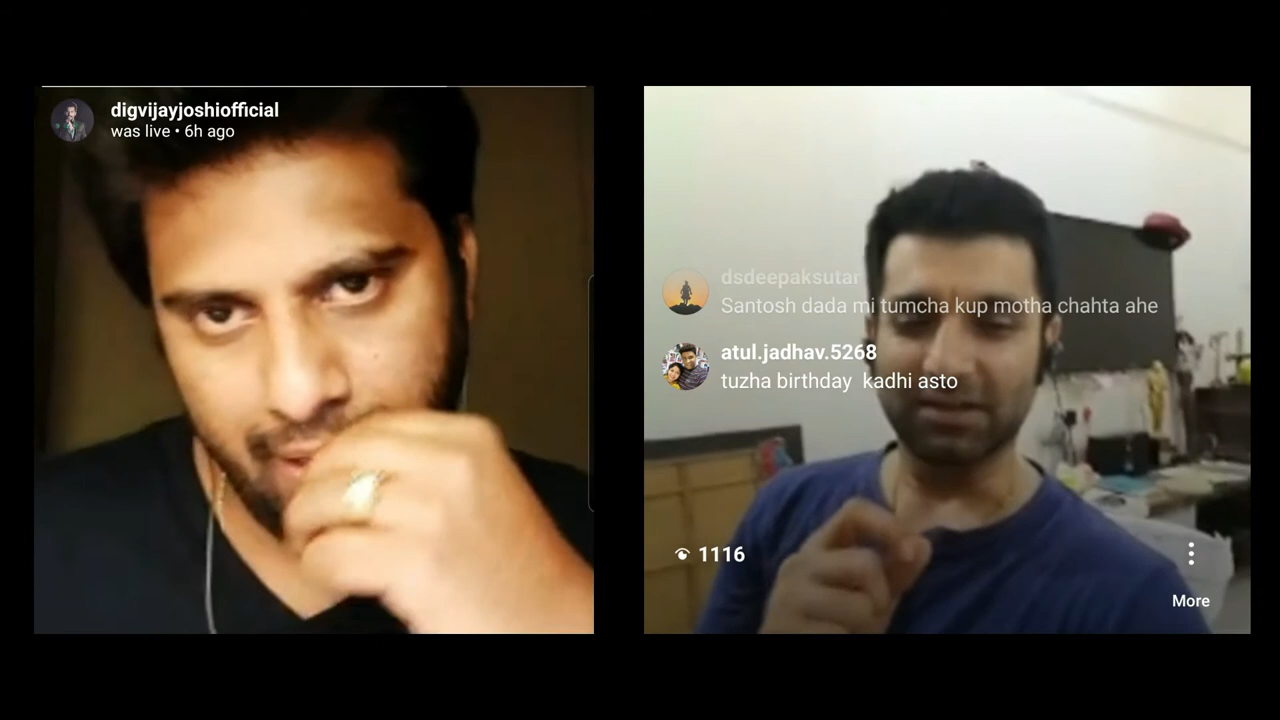 digvijayjoshiofficial
was live • 6h ago
dsdeepaksutar
Santosh dada mi tumcha kup motha chahta ahe
atul.jadhav.5268
tuzha birthday kadhi asto
1116
More